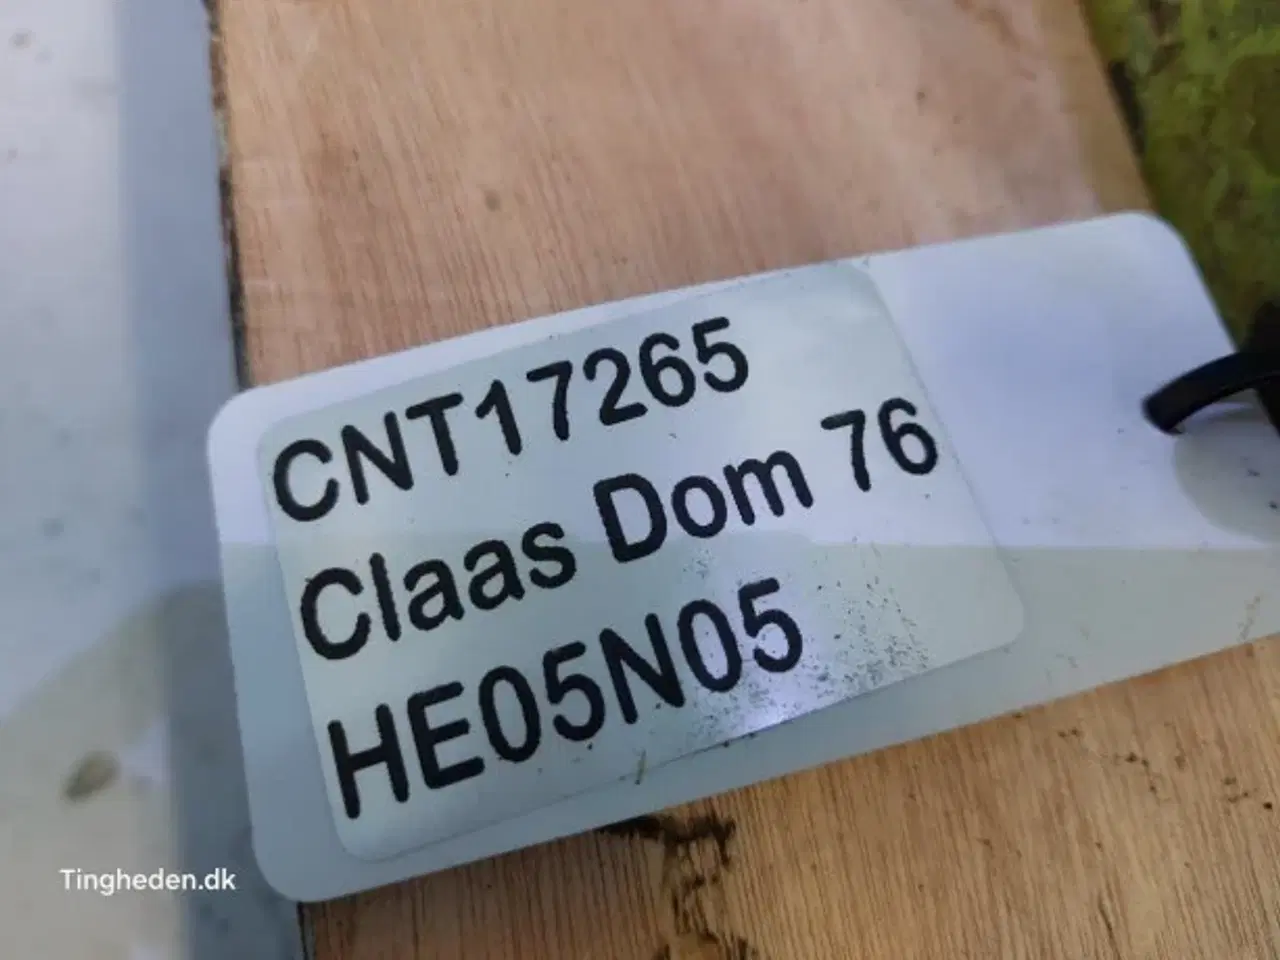 CNT17265
Claas Dom 76
HE05N05
Tingheden.dk